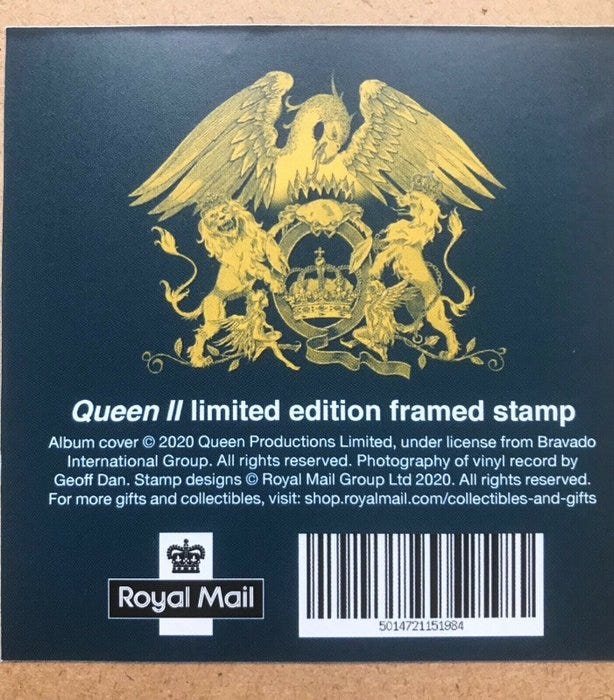 Queen II limited edition framed stamp
Album cover © 2020 Queen Productions Limited, under license from Bravado
International Group. All rights reserved. Photography of vinyl record by
Geoff Dan. Stamp designs © Royal Mail Group Ltd 2020. All rights reserved.
For more gifts and collectibles, visit: shop.royalmail.com/collectibles-and-gifts
Royal Mail
5014721151984